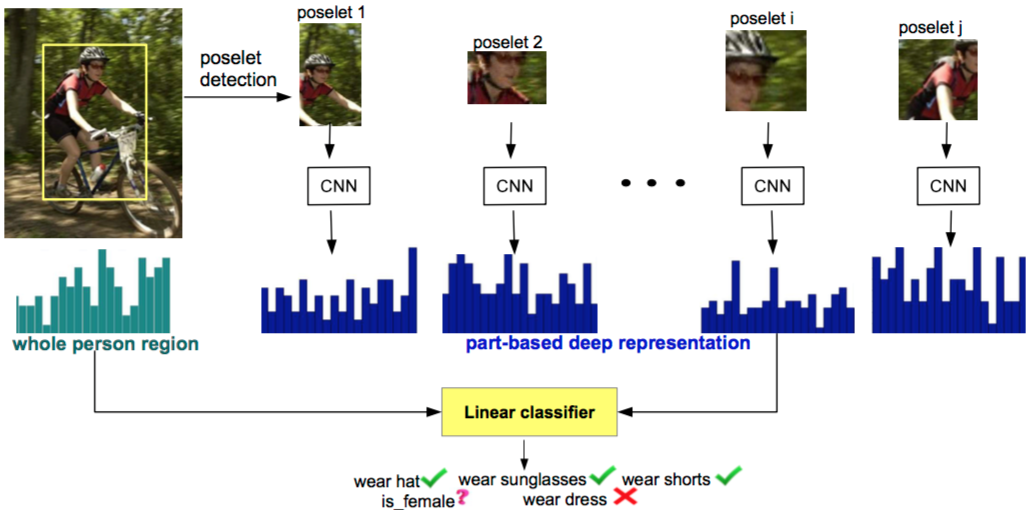 poselet 1
poselet 2
poselet i
poselet j
poselet
detection
CNN
CNN
CNN
CNN
whole person region
part-based deep representation
Linear classifier
wear hat
wear sunglasses
wear shorts
is_female?
wear dress